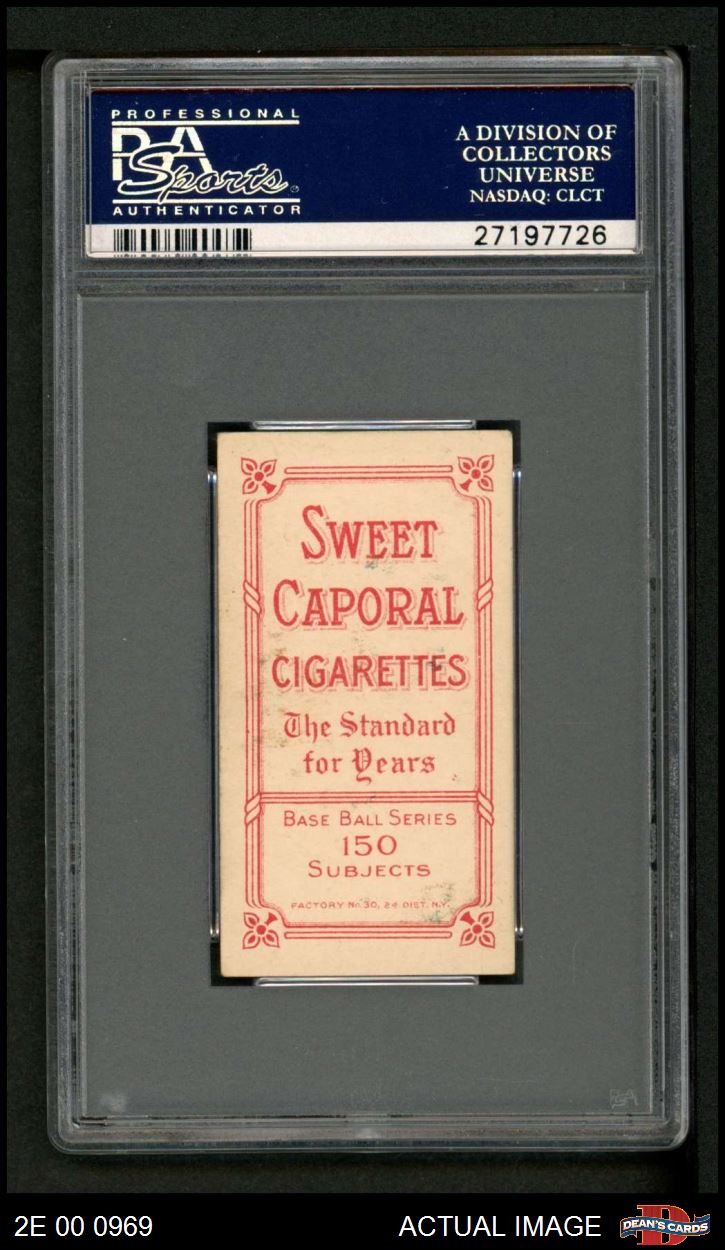 PROFESSIONAL
PSA
Sports
AUTHENTICATOR
A DIVISION OF
COLLECTORS
UNIVERSE
NASDAQ: CLCT
27197726
SWEET
CAPORAL
CIGARETTES
The Standard
for Years
BASE BALL SERIES
150
SUBJECTS
FACTORY No. 30, 2d DIST. N.Y.
PSA
2E 00 0969
ACTUAL IMAGE
D
DEAN'S CARDS